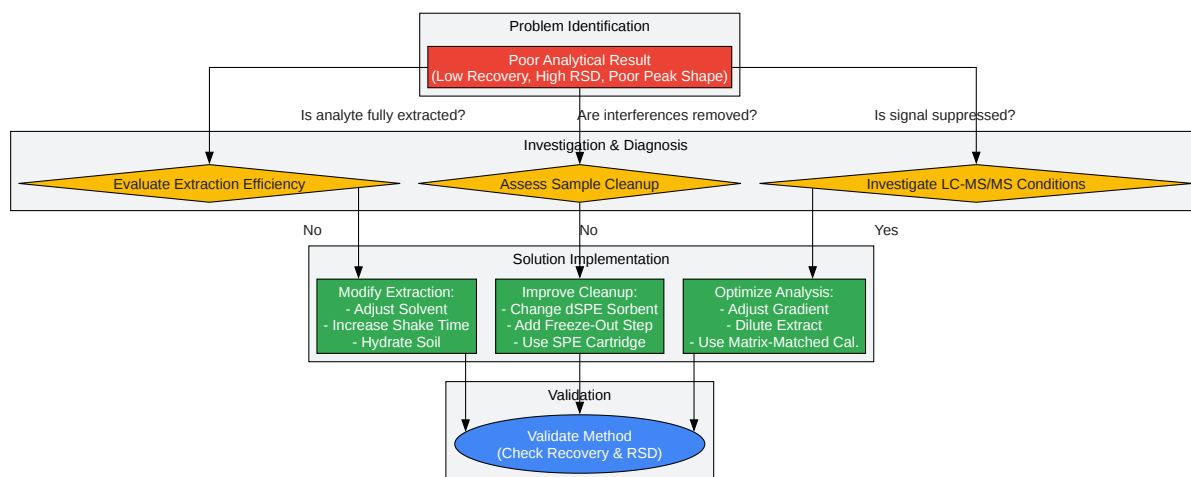 Problem Identification
Poor Analytical Result
(Low Recovery, High RSD, Poor Peak Shape)
Is analyte fully extracted?
Are interferences removed?
Is signal suppressed?
Investigation & Diagnosis
Evaluate Extraction Efficiency
Assess Sample Cleanup
Investigate LC-MS/MS Conditions
No
No
Yes
Solution Implementation
Modify Extraction:
- Adjust Solvent
- Increase Shake Time
- Hydrate Soil
Improve Cleanup:
- Change dSPE Sorbent
- Add Freeze-Out Step
- Use SPE Cartridge
Optimize Analysis:
- Adjust Gradient
- Dilute Extract
- Use Matrix-Matched Cal.
Validation
Validate Method
(Check Recovery & RSD)